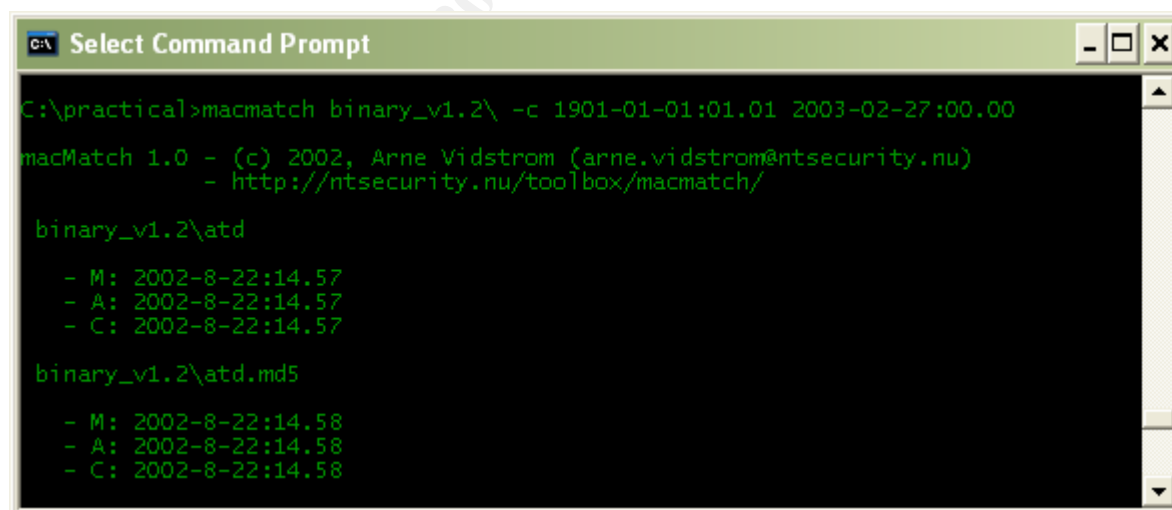 Select Command Prompt
C:\practical>macmatch binary_v1.2\ -c 1901-01-01:01.01 2003-02-27:00.00
macMatch 1.0 - (c) 2002, Arne Vidstrom (arne.vidstrom@ntsecurity.nu)
- http://ntsecurity.nu/toolbox/macmatch/
binary_v1.2\atd
- M: 2002-8-22:14.57
- A: 2002-8-22:14.57
- C: 2002-8-22:14.57
binary_v1.2\atd.md5
- M: 2002-8-22:14.58
- A: 2002-8-22:14.58
- C: 2002-8-22:14.58